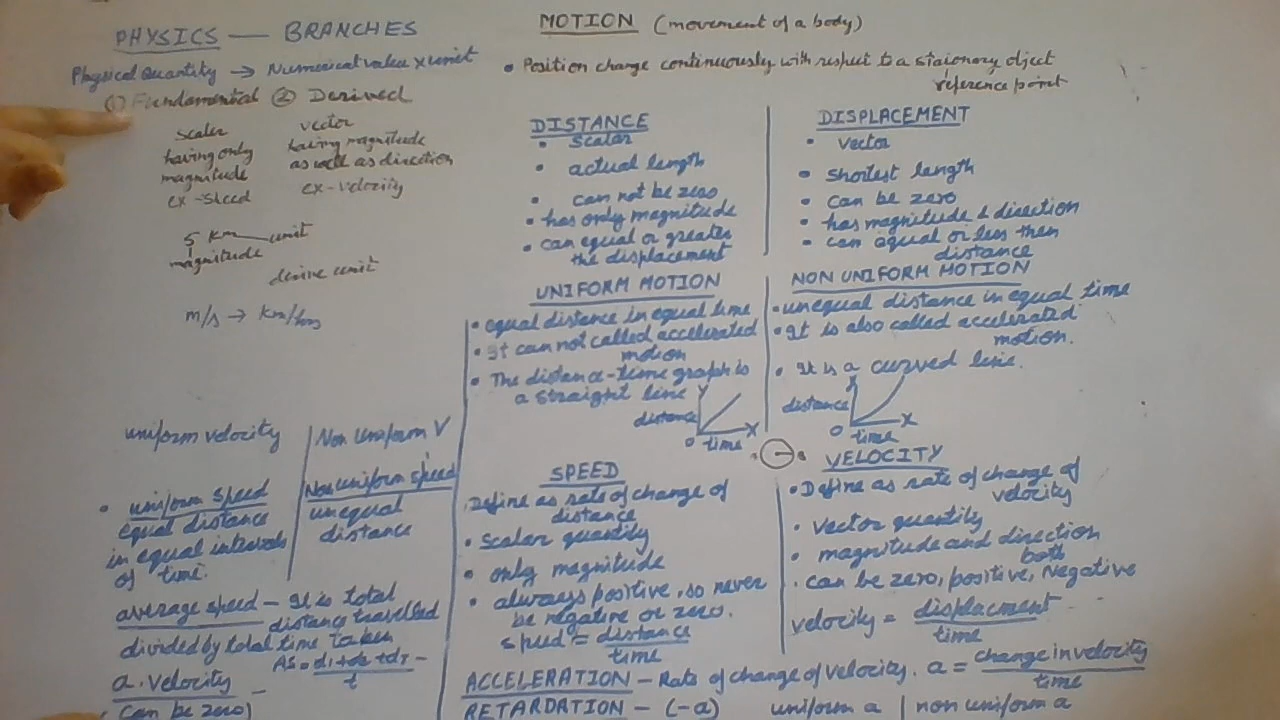 PHYSICS — BRANCHES
Physical Quantity → Numerical value × unit
(1) Fundamental (2) Derived
scaler
having only
magnitude
ex - speed
vector
having magnitude
as well as direction
ex - velocity
5 km — unit
magnitude
derive unit
m/s → km/hrs
MOTION (movement of a body)
• Position change continuously with respect to a stationary object
reference point
DISTANCE
• scalar
• actual length
• can not be zero
• has only magnitude
• can equal or greater
the displacement
DISPLACEMENT
• vector
• shortest length
• can be zero
• has magnitude & direction
• can equal or less then
distance
UNIFORM MOTION
• equal distance in equal time
• It can not called accelerated
motion
• The distance-time graph is
a straight line
Y
distance
O time X
NON UNIFORM MOTION
• unequal distance in equal time
• It is also called accelerated
motion.
• It is a curved line.
Y
distance
O time X
uniform velocity
• uniform speed
equal distance
in equal intervals
of time.
Non Uniform V
Non uniform speed
unequal
distance
average speed — It is total
distance travelled
divided by total time taken
AS = d1 + d2 + dT
t
a. velocity
(can be zero)
SPEED
• Define as rate of change of
distance
• Scalar quantity
• only magnitude
• always positive, so never
be negative or zero.
speed = distance
time
VELOCITY
• Define as rate of change of
velocity
• vector quantity
• magnitude and direction
both
• can be zero, positive, Negative
velocity = displacment
time
ACCELERATION — Rate of change of velocity. a = change in velocity
time
RETARDATION — (-a) uniform a | non uniform a